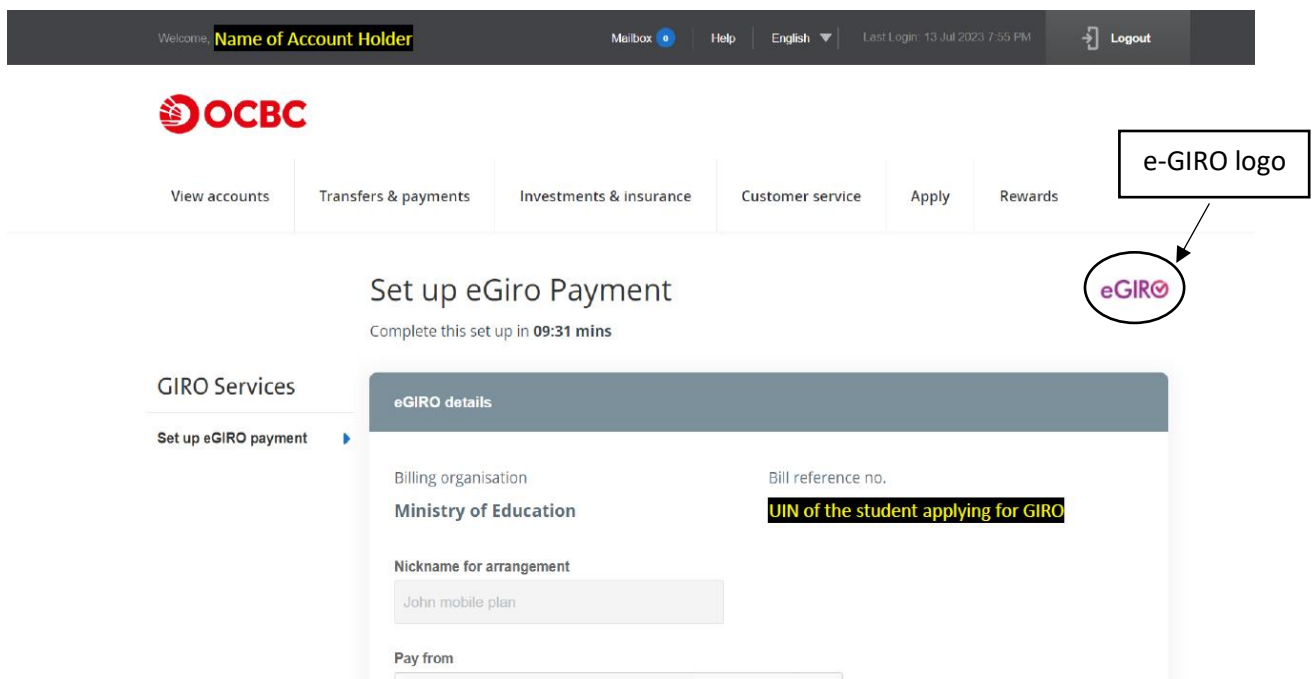 Welcome, Name of Account Holder Mailbox 0 Help English Last Login: 13 Jul 2023 7:55 PM Logout
OCBC
e-GIRO logo
View accounts Transfers & payments Investments & insurance Customer service Apply Rewards
Set up eGiro Payment
eGIRO
Complete this set up in 09:31 mins
GIRO Services
eGIRO details
Set up eGIRO payment
Billing organisation Bill reference no.
Ministry of Education UIN of the student applying for GIRO
Nickname for arrangement
John mobile plan
Pay from